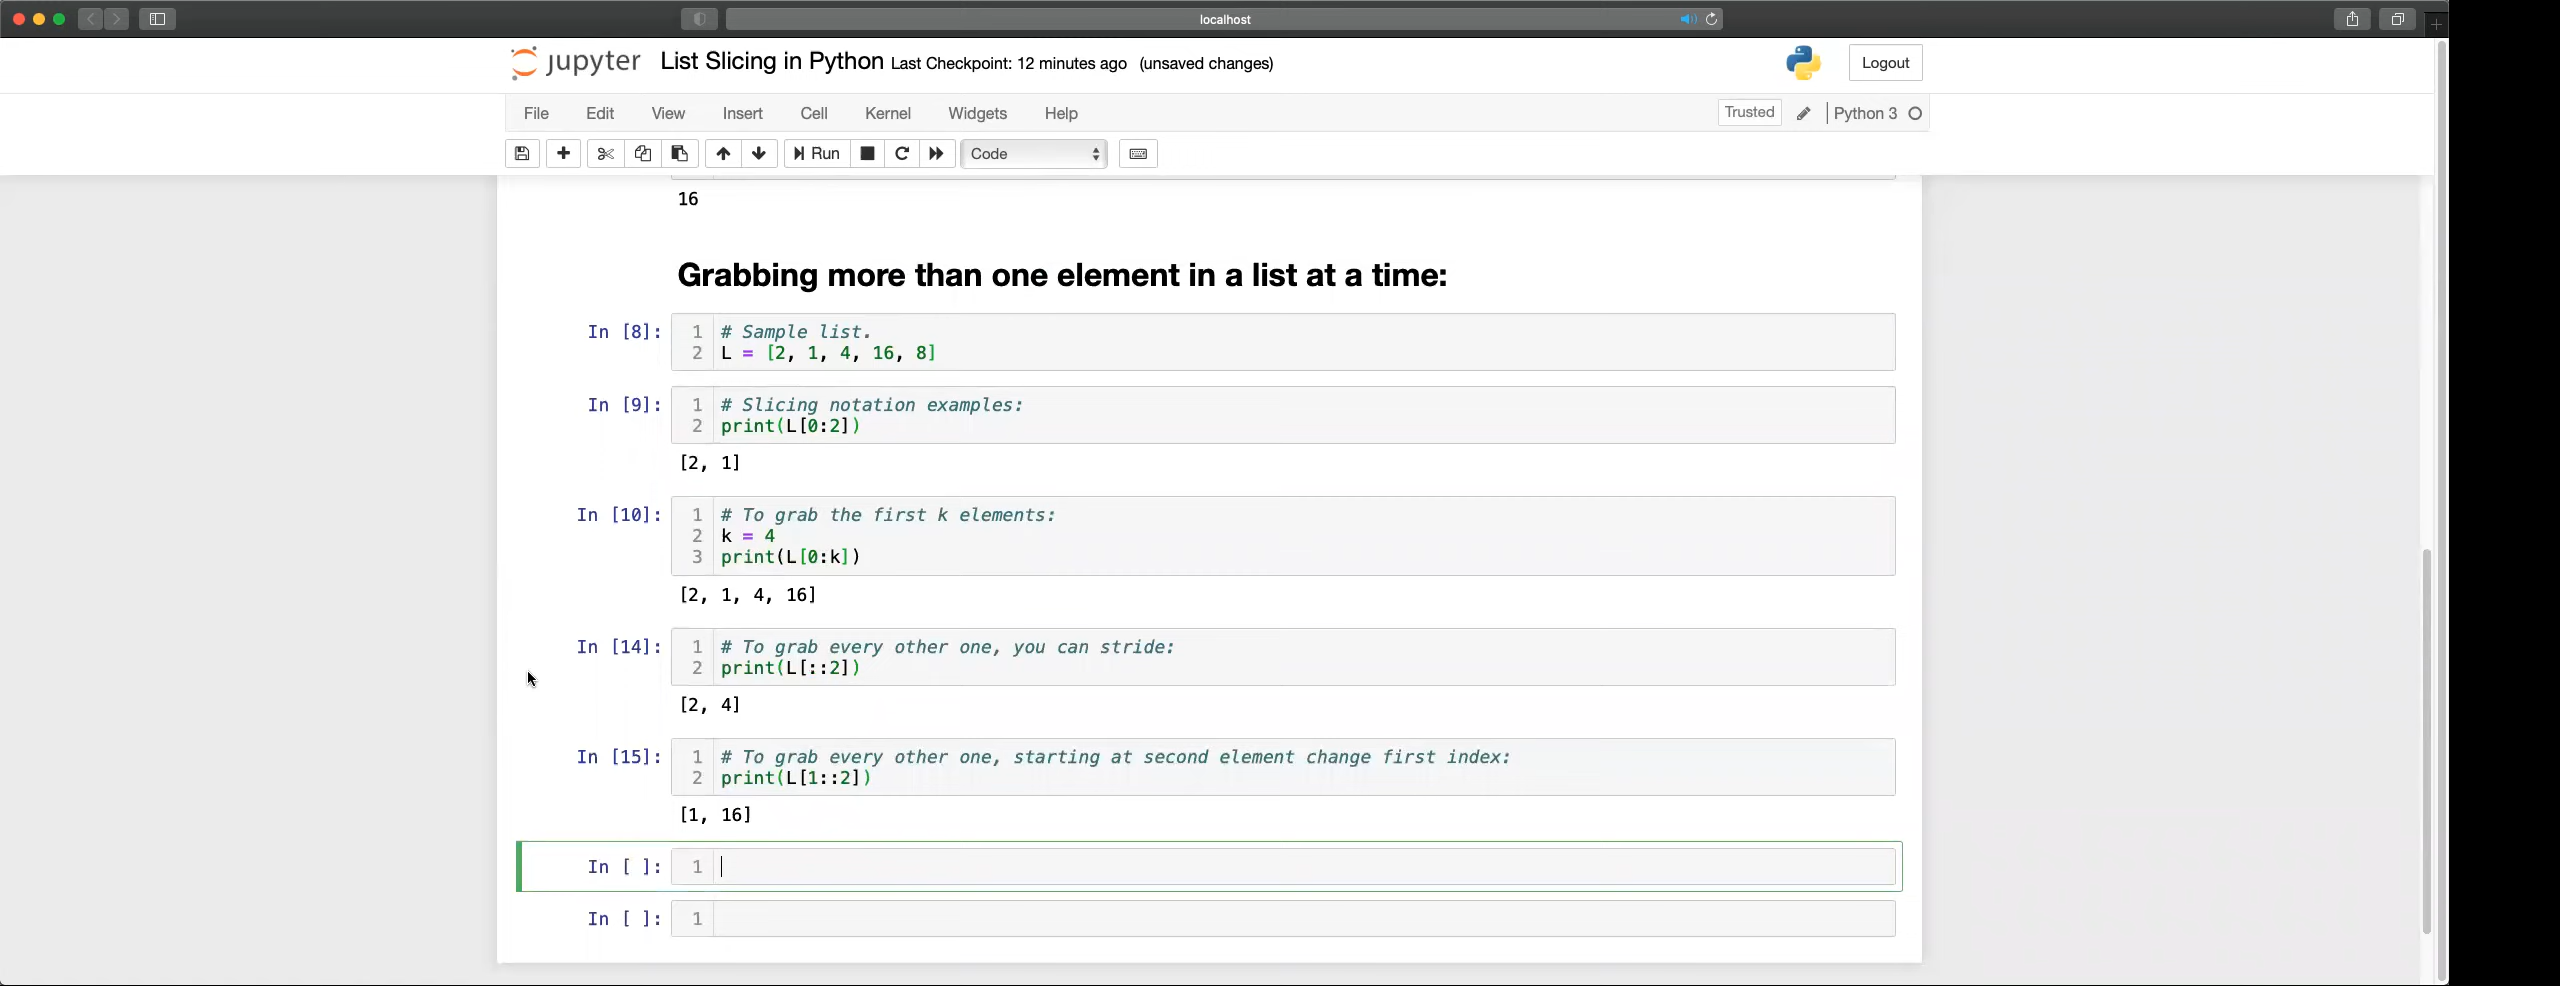 localhost
jupyter List Slicing in Python Last Checkpoint: 12 minutes ago (unsaved changes)
Logout
File Edit View Insert Cell Kernel Widgets Help
Trusted Python 3
Run Code
16
Grabbing more than one element in a list at a time:
In [8]: 1 # Sample list.
2 L = [2, 1, 4, 16, 8]
In [9]: 1 # Slicing notation examples:
2 print(L[0:2])
[2, 1]
In [10]: 1 # To grab the first k elements:
2 k = 4
3 print(L[0:k])
[2, 1, 4, 16]
In [14]: 1 # To grab every other one, you can stride:
2 print(L[::2])
[2, 4]
In [15]: 1 # To grab every other one, starting at second element change first index:
2 print(L[1::2])
[1, 16]
In [ ]: 1
In [ ]: 1